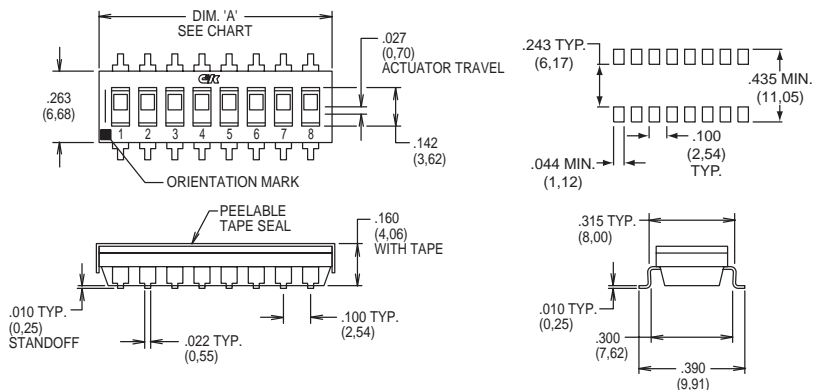 DIM. 'A'
SEE CHART
.027
(0,70)
ACTUATOR TRAVEL
.263
(6,68)
CK
1 2 3 4 5 6 7 8
.142
(3,62)
ORIENTATION MARK
.243 TYP.
(6,17)
.435 MIN.
(11,05)
.100
(2,54)
TYP.
.044 MIN.
(1,12)
PEELABLE
TAPE SEAL
.160
(4,06)
WITH TAPE
.010 TYP.
(0,25)
STANDOFF
.022 TYP.
(0,55)
.100 TYP.
(2,54)
.315 TYP.
(8,00)
.010 TYP.
(0,25)
.300
(7,62)
.390
(9,91)